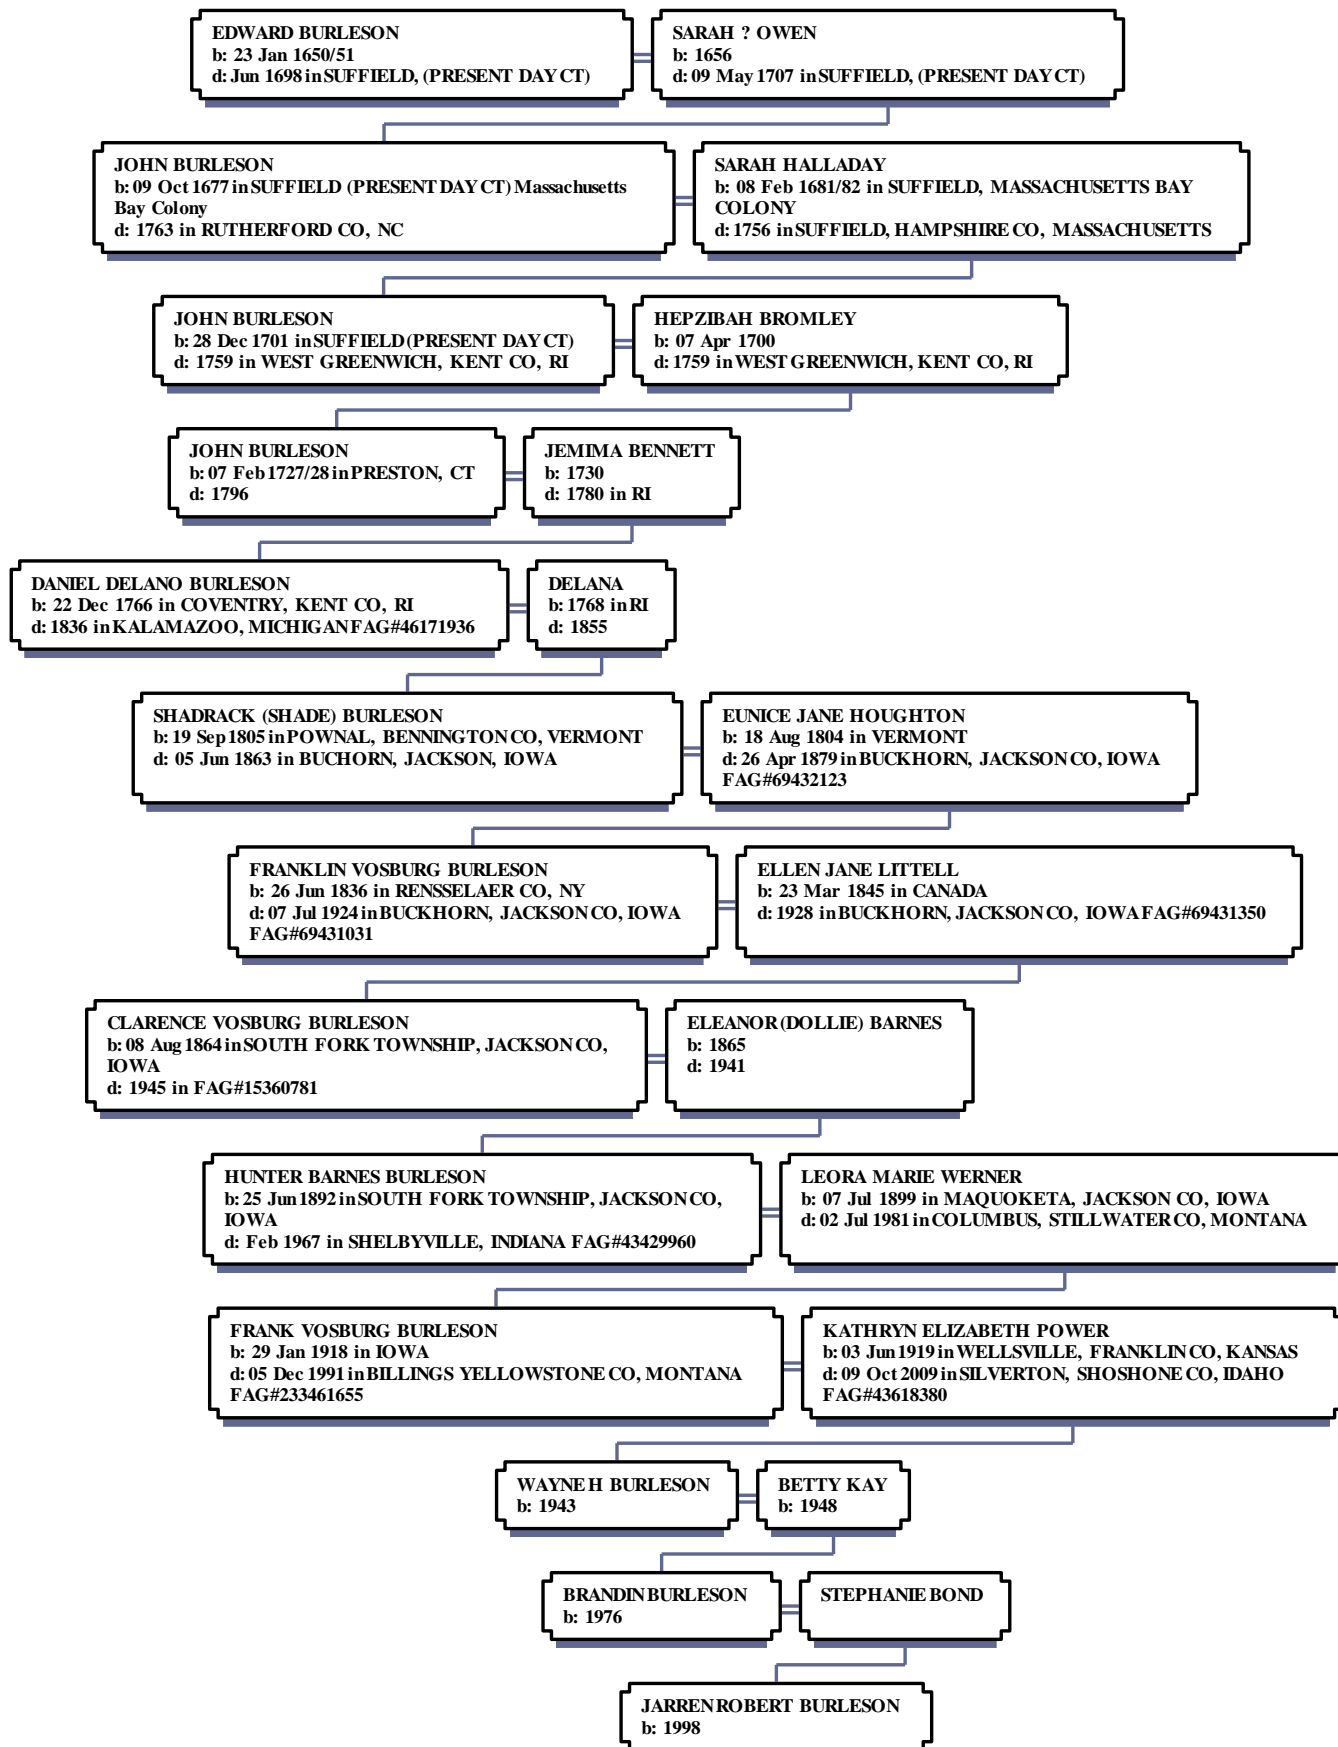 EDWARD BURLESON
b: 23 Jan 1650/51
d: Jun 1698 in SUFFIELD, (PRESENT DAY CT)
SARAH ? OWEN
b: 1656
d: 09 May 1707 in SUFFIELD, (PRESENT DAY CT)
JOHN BURLESON
b: 09 Oct 1677 in SUFFIELD (PRESENT DAY CT) Massachusetts
Bay Colony
d: 1763 in RUTHERFORD CO, NC
SARAH HALLADAY
b: 08 Feb 1681/82 in SUFFIELD, MASSACHUSETTS BAY
COLONY
d: 1756 in SUFFIELD, HAMPSHIRE CO, MASSACHUSETTS
JOHN BURLESON
b: 28 Dec 1701 in SUFFIELD (PRESENT DAY CT)
d: 1759 in WEST GREENWICH, KENT CO, RI
HEPZIBAH BROMLEY
b: 07 Apr 1700
d: 1759 in WEST GREENWICH, KENT CO, RI
JOHN BURLESON
b: 07 Feb 1727/28 in PRESTON, CT
d: 1796
JEMIMA BENNETT
b: 1730
d: 1780 in RI
DANIEL DELANO BURLESON
b: 22 Dec 1766 in COVENTRY, KENT CO, RI
d: 1836 in KALAMAZOO, MICHIGAN FAG#46171936
DELANA
b: 1768 in RI
d: 1855
SHADRACK (SHADE) BURLESON
b: 19 Sep 1805 in POWNAL, BENNINGTON CO, VERMONT
d: 05 Jun 1863 in BUCHORN, JACKSON, IOWA
EUNICE JANE HOUGHTON
b: 18 Aug 1804 in VERMONT
d: 26 Apr 1879 in BUCKHORN, JACKSON CO, IOWA
FAG#69432123
FRANKLIN VOSBURG BURLESON
b: 26 Jun 1836 in RENSSELAER CO, NY
d: 07 Jul 1924 in BUCKHORN, JACKSON CO, IOWA
FAG#69431031
ELLEN JANE LITTELL
b: 23 Mar 1845 in CANADA
d: 1928 in BUCKHORN, JACKSON CO, IOWA FAG#69431350
CLARENCE VOSBURG BURLESON
b: 08 Aug 1864 in SOUTH FORK TOWNSHIP, JACKSON CO,
IOWA
d: 1945 in FAG#15360781
ELEANOR (DOLLIE) BARNES
b: 1865
d: 1941
HUNTER BARNES BURLESON
b: 25 Jun 1892 in SOUTH FORK TOWNSHIP, JACKSON CO,
IOWA
d: Feb 1967 in SHELBYVILLE, INDIANA FAG#43429960
LEORA MARIE WERNER
b: 07 Jul 1899 in MAQUOKETA, JACKSON CO, IOWA
d: 02 Jul 1981 in COLUMBUS, STILLWATER CO, MONTANA
FRANK VOSBURG BURLESON
b: 29 Jan 1918 in IOWA
d: 05 Dec 1991 in BILLINGS YELLOWSTONE CO, MONTANA
FAG#233461655
KATHRYN ELIZABETH POWER
b: 03 Jun 1919 in WELLSVILLE, FRANKLIN CO, KANSAS
d: 09 Oct 2009 in SILVERTON, SHOSHONE CO, IDAHO
FAG#43618380
WAYNE H BURLESON
b: 1943
BETTY KAY
b: 1948
BRANDIN BURLESON
b: 1976
STEPHANIE BOND
JARREN ROBERT BURLESON
b: 1998